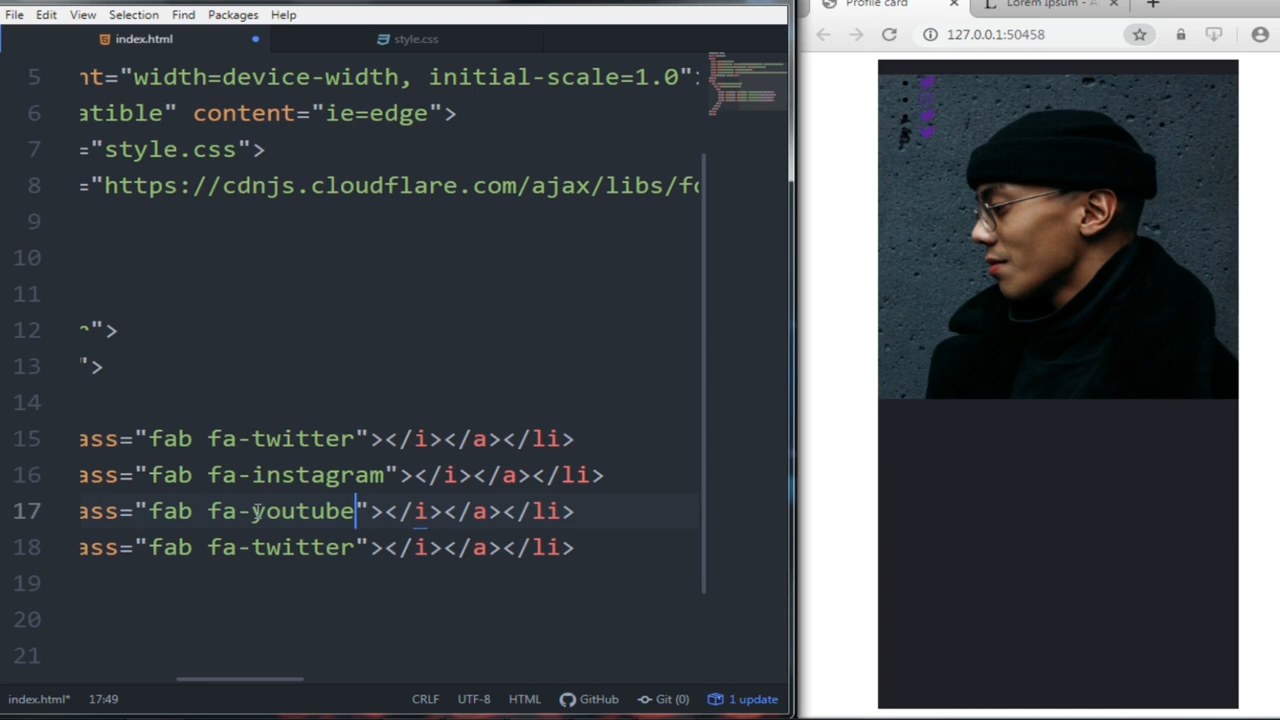 File Edit View Selection Find Packages Help
index.html
style.css
5 nt="width=device-width, initial-scale=1.0"
6 atible" content="ie=edge">
7 ="style.css">
8 ="https://cdnjs.cloudflare.com/ajax/libs/fo
9
10
11
12 ">
13 ">
14
15 ass="fab fa-twitter"></i></a></li>
16 ass="fab fa-instagram"></i></a></li>
17 ass="fab fa-youtube"></i></a></li>
18 ass="fab fa-twitter"></i></a></li>
19
20
21
index.html* 17:49 CRLF UTF-8 HTML GitHub Git (0) 1 update
Profile card
Lorem Ipsum - A
127.0.0.1:50458